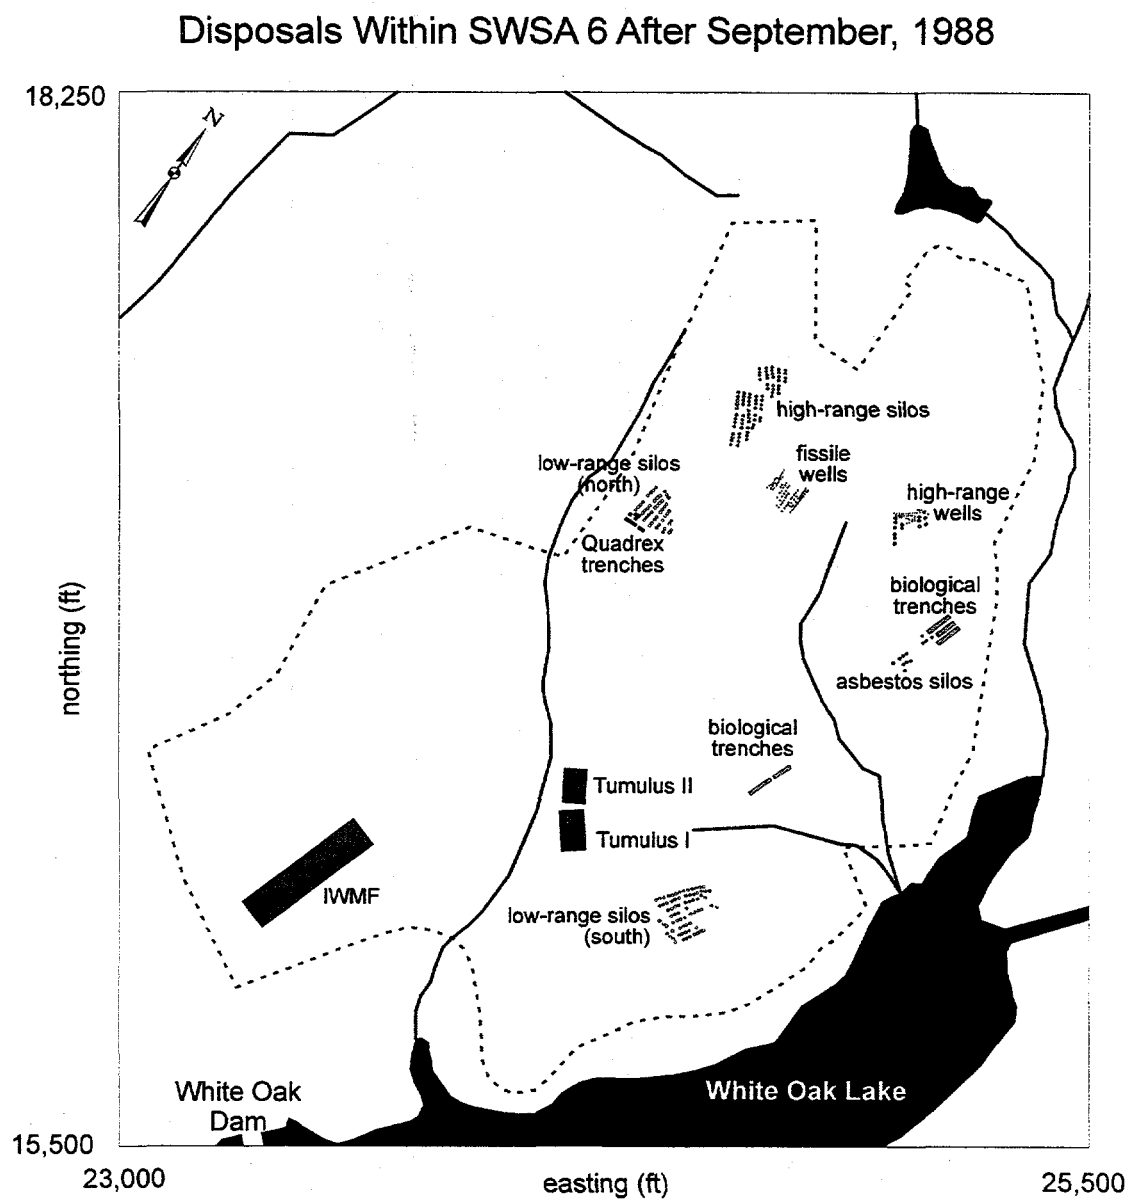 Disposals Within SWSA 6 After September, 1988
18,250
N
high-range silos
fissile
wells
low-range silos
(north)
high-range
wells
Quadrex
trenches
biological
trenches
northing (ft)
asbestos silos
biological
trenches
Tumulus II
Tumulus I
IWMF
low-range silos
(south)
White Oak
Dam
White Oak Lake
15,500
23,000
easting (ft)
25,500